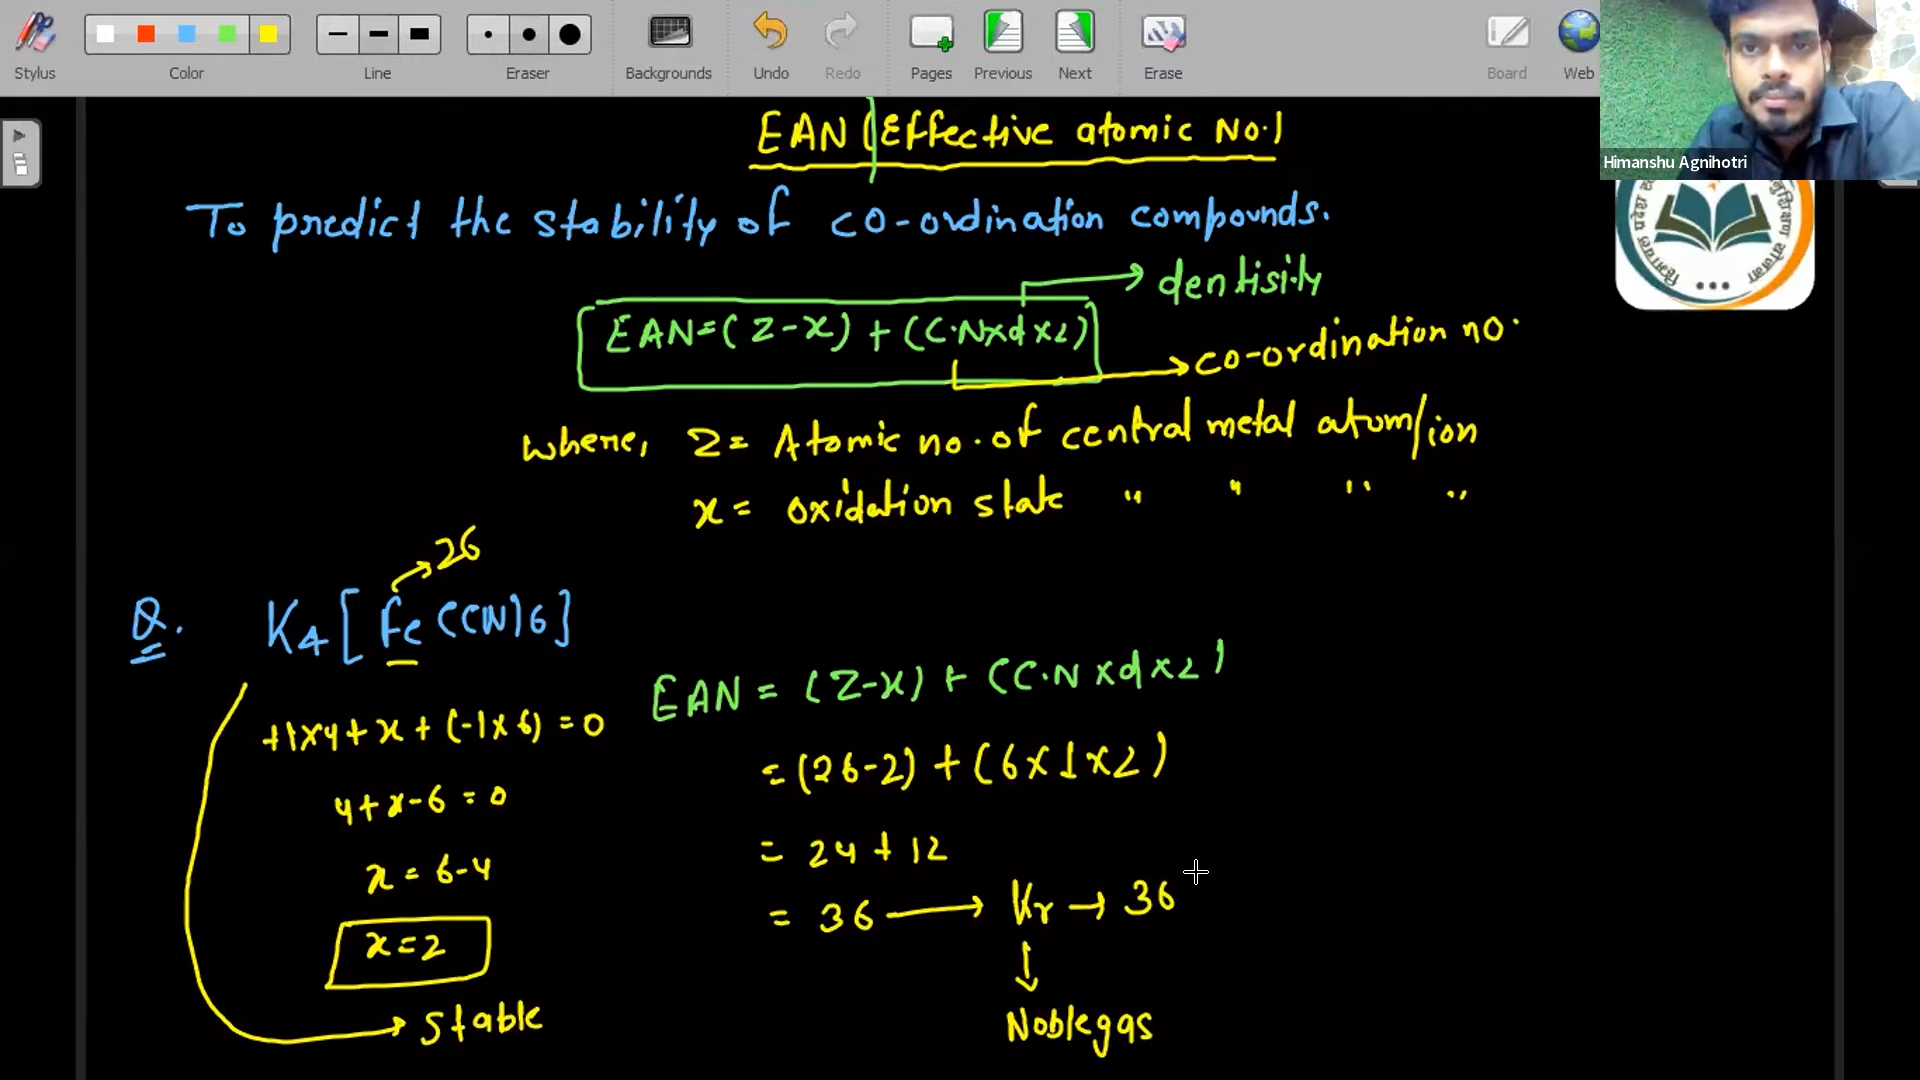 Stylus
Color
Line
Eraser
Backgrounds
Undo
Redo
Pages
Previous
Next
Erase
Board
Web
Himanshu Agnihotri
EAN (Effective atomic No.)
To predict the stability of co-ordination compounds.
dentisity
EAN=(Z-x) + (C.N×d×2)
co-ordination no.
where, Z= Atomic no. of central metal atom/ion
x= oxidation state " " " "
26
Q. K4[Fe(CN)6]
EAN = (Z-x) + (C.N×d×2)
+1×4+x+(-1×6)=0
=(26-2) + (6×1×2)
4+x-6=0
= 24 + 12
x = 6-4
= 36 → Kr → 36
x=2
Stable
Noblegas